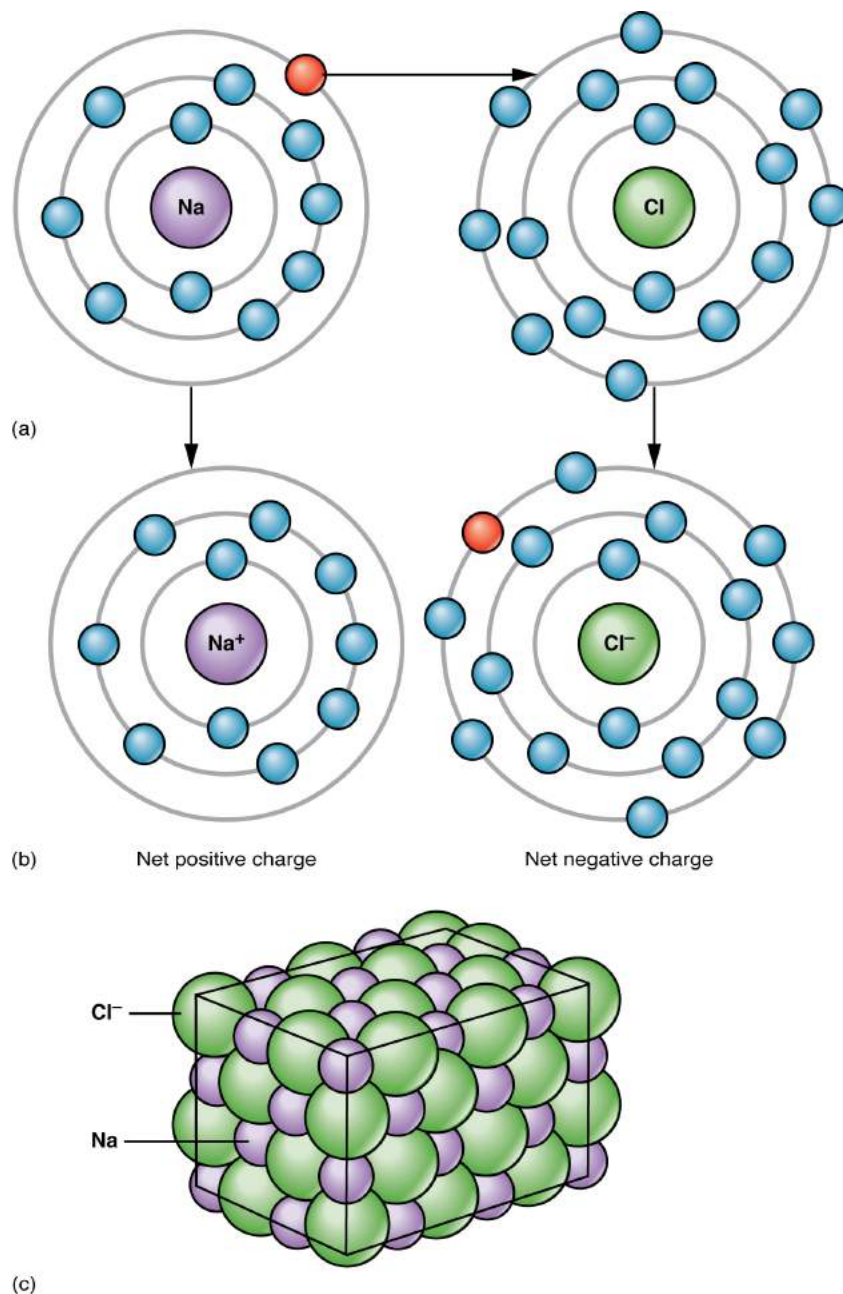 Na
Cl
(a)
Na⁺
Cl⁻
(b)
Net positive charge
Net negative charge
Cl⁻
Na
(c)